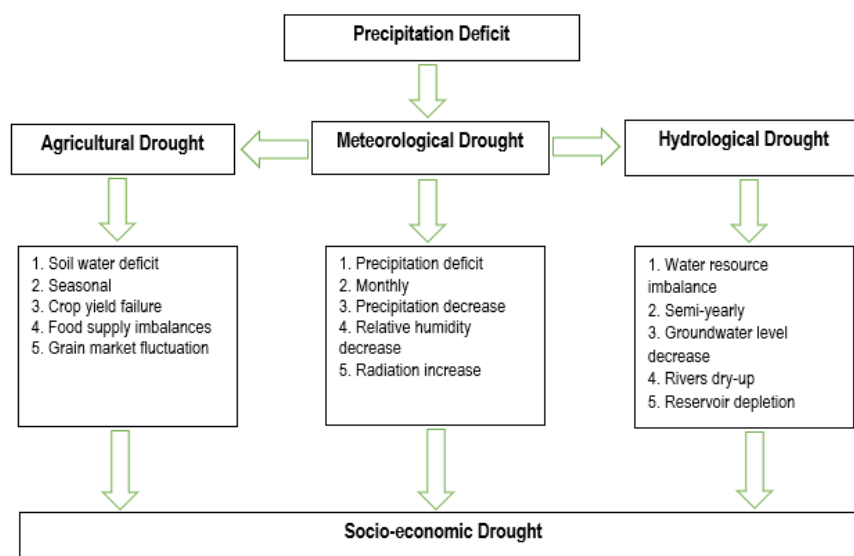 Precipitation Deficit
Agricultural Drought
Meteorological Drought
Hydrological Drought
1. Soil water deficit
2. Seasonal
3. Crop yield failure
4. Food supply imbalances
5. Grain market fluctuation
1. Precipitation deficit
2. Monthly
3. Precipitation decrease
4. Relative humidity
decrease
5. Radiation increase
1. Water resource
imbalance
2. Semi-yearly
3. Groundwater level
decrease
4. Rivers dry-up
5. Reservoir depletion
Socio-economic Drought